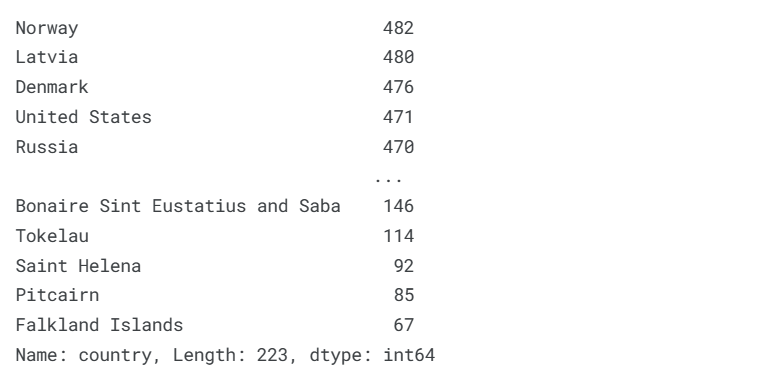 Norway 482
Latvia 480
Denmark 476
United States 471
Russia 470
...
Bonaire Sint Eustatius and Saba 146
Tokelau 114
Saint Helena 92
Pitcairn 85
Falkland Islands 67
Name: country, Length: 223, dtype: int64